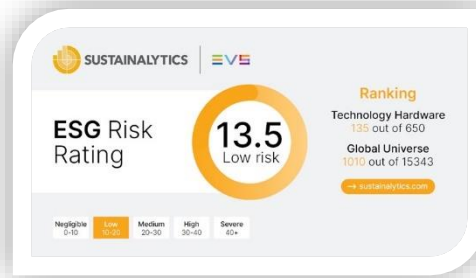 SUSTAINALYTICS
EVS
ESG Risk
Rating
13.5
Low risk
Ranking
Technology Hardware
135 out of 650
Global Universe
1010 out of 15343
→ sustainalytics.com
Negligible Low Medium High Severe
0-10 10-20 20-30 30-40 40+